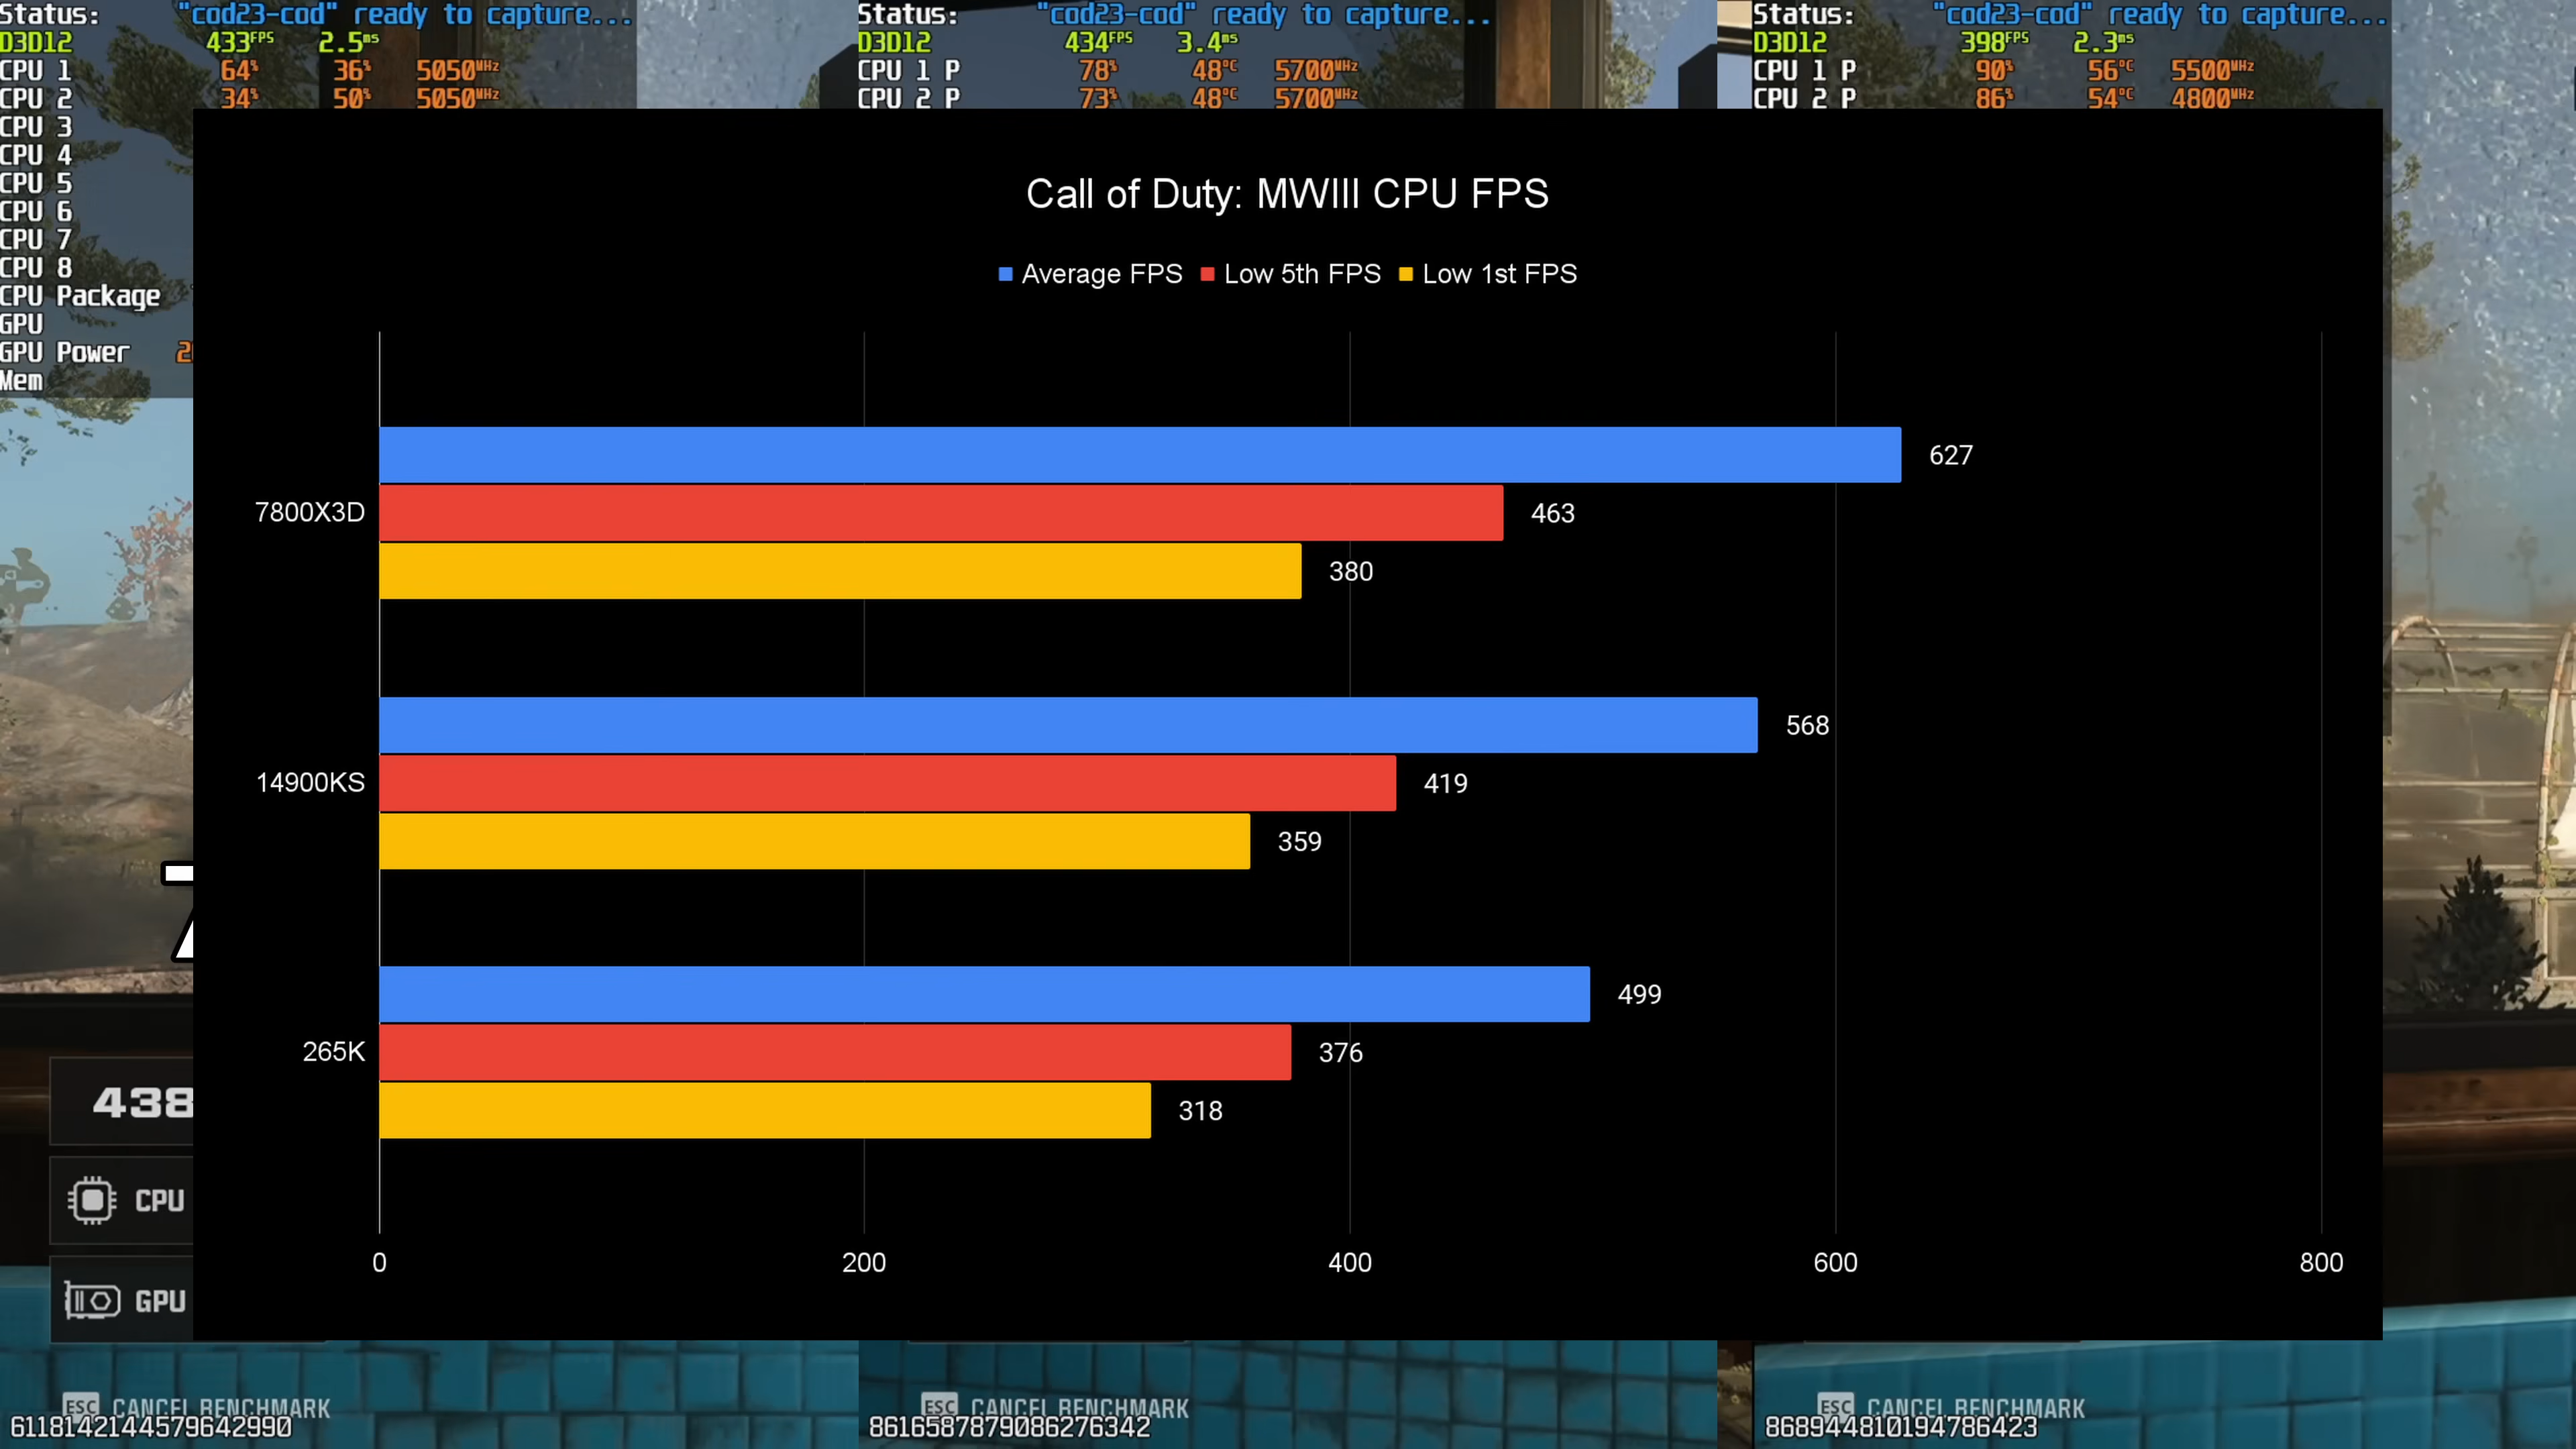 Status: "cod23-cod" ready to capture...
D3D12 433FPS 2.5ms
CPU 1 64% 36% 5050MHz
CPU 2 34% 50% 5050MHz
CPU 3
CPU 4
CPU 5
CPU 6
CPU 7
CPU 8
CPU Package
GPU
GPU Power
Mem
Status: "cod23-cod" ready to capture...
D3D12 434FPS 3.4ms
CPU 1 P 78% 48°C 5700MHz
CPU 2 P 73% 48°C 5700MHz
Status: "cod23-cod" ready to capture...
D3D12 398FPS 2.3ms
CPU 1 P 90% 56°C 5500MHz
CPU 2 P 86% 54°C 4800MHz
Call of Duty: MWIII CPU FPS
Average FPS Low 5th FPS Low 1st FPS
7800X3D
627
463
380
14900KS
568
419
359
265K
499
376
318
0 200 400 600 800
438
CPU
GPU
ESC CANCEL BENCHMARK
6118142144579642990
ESC CANCEL BENCHMARK
8616587879086276342
ESC CANCEL BENCHMARK
868944810194786423